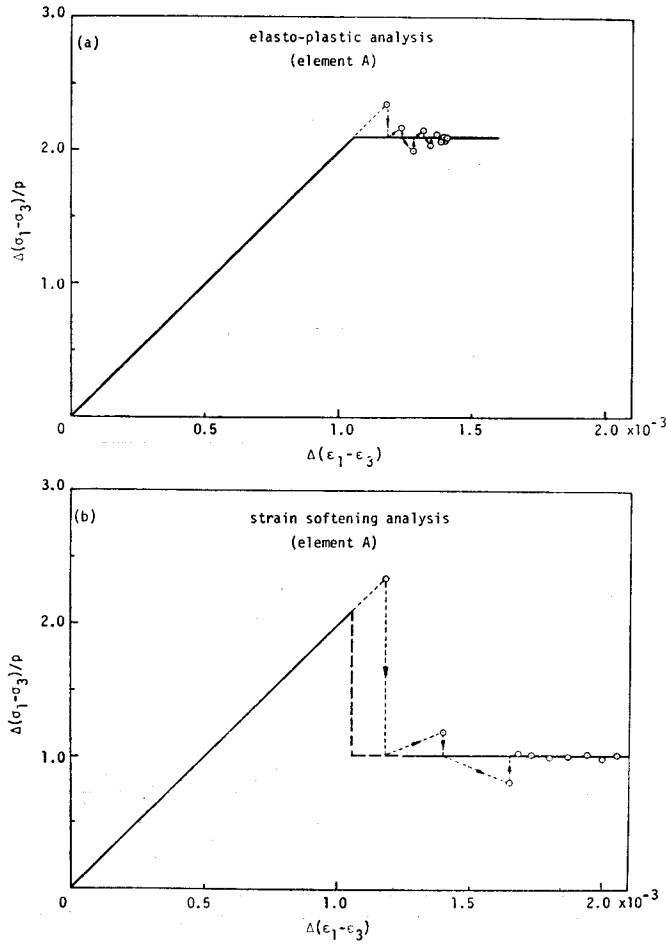 3.0
(a)
elasto-plastic analysis
(element A)
2.0
1.0
Δ(σ₁-σ₃)/p
0
0.5
1.0
1.5
2.0 x10⁻³
Δ(ε₁-ε₃)
3.0
(b)
strain softening analysis
(element A)
2.0
1.0
Δ(σ₁-σ₃)/p
0
0.5
1.0
1.5
2.0 x10⁻³
Δ(ε₁-ε₃)